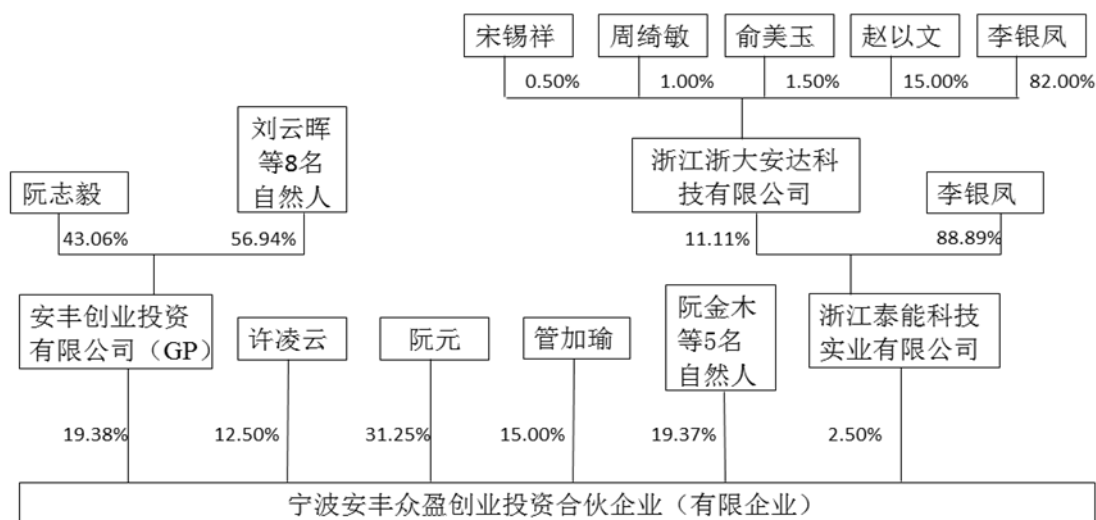 宋锡祥
周绮敏
俞美玉
赵以文
李银凤
0.50%
1.00%
1.50%
15.00%
82.00%
刘云晖
等8名
自然人
浙江浙大安达科
技有限公司
阮志毅
李银凤
43.06%
56.94%
11.11%
88.89%
安丰创业投资
有限公司（GP）
许凌云
阮元
管加瑜
阮金木
等5名
自然人
浙江泰能科技
实业有限公司
19.38%
12.50%
31.25%
15.00%
19.37%
2.50%
宁波安丰众盈创业投资合伙企业（有限企业）